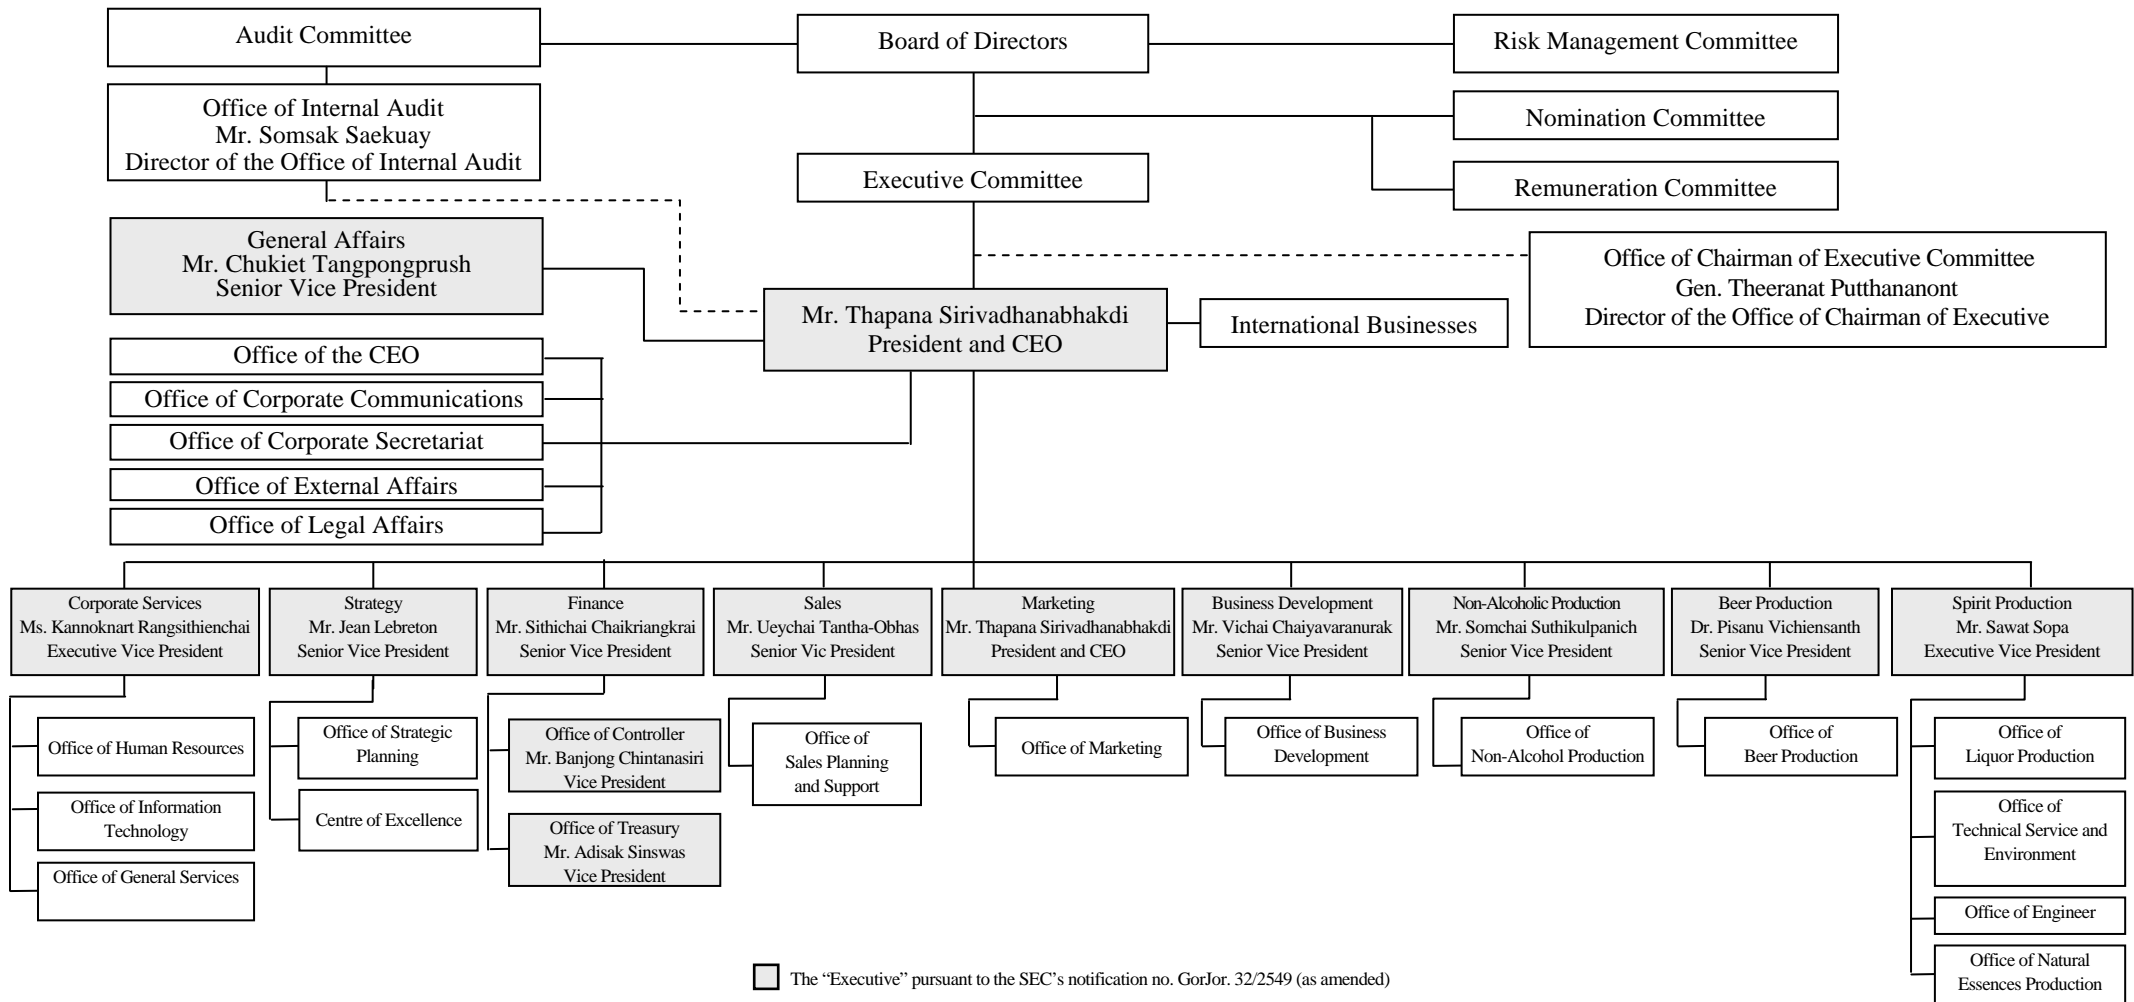 Audit Committee
Board of Directors
Risk Management Committee
Office of Internal Audit
Mr. Somsak Saekuay
Director of the Office of Internal Audit
Nomination Committee
Executive Committee
Remuneration Committee
General Affairs
Mr. Chukiet Tangpongprush
Senior Vice President
Office of Chairman of Executive Committee
Gen. Theeranat Putthananont
Director of the Office of Chairman of Executive
Mr. Thapana Sirivadhanabhakdi
President and CEO
International Businesses
Office of the CEO
Office of Corporate Communications
Office of Corporate Secretariat
Office of External Affairs
Office of Legal Affairs
Corporate Services
Ms. Kannoknart Rangsithienchai
Executive Vice President
Strategy
Mr. Jean Lebreton
Senior Vice President
Finance
Mr. Sithichai Chaikriangkrai
Senior Vice President
Sales
Mr. Ueychai Tantha-Obhas
Senior Vic President
Marketing
Mr. Thapana Sirivadhanabhakdi
President and CEO
Business Development
Mr. Vichai Chaiyavaranurak
Senior Vice President
Non-Alcoholic Production
Mr. Somchai Suthikulpanich
Senior Vice President
Beer Production
Dr. Pisanu Vichiensanth
Senior Vice President
Spirit Production
Mr. Sawat Sopa
Executive Vice President
Office of Human Resources
Office of Information
Technology
Office of General Services
Office of Strategic
Planning
Centre of Excellence
Office of Controller
Mr. Banjong Chintanasiri
Vice President
Office of Treasury
Mr. Adisak Sinswas
Vice President
Office of
Sales Planning
and Support
Office of Marketing
Office of Business
Development
Office of
Non-Alcohol Production
Office of
Beer Production
Office of
Liquor Production
Office of
Technical Service and
Environment
Office of Engineer
Office of Natural
Essences Production
The “Executive” pursuant to the SEC’s notification no. GorJor. 32/2549 (as amended)